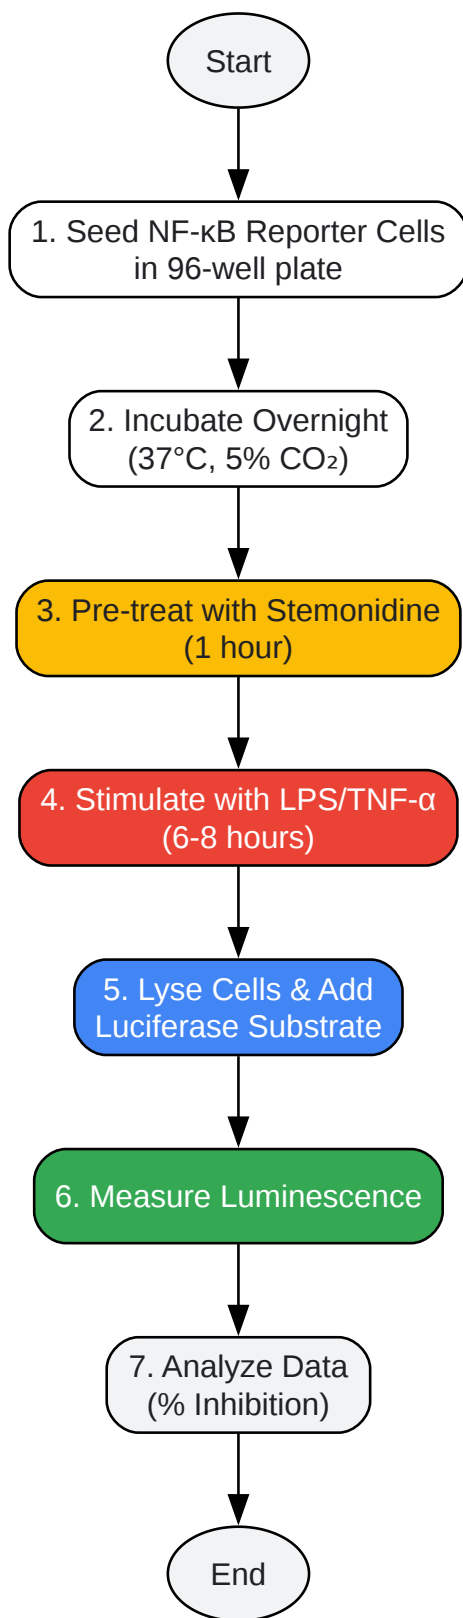 Start
1. Seed NF-κB Reporter Cells
in 96-well plate
2. Incubate Overnight
(37°C, 5% CO₂)
3. Pre-treat with Stemonidine
(1 hour)
4. Stimulate with LPS/TNF-α
(6-8 hours)
5. Lyse Cells & Add
Luciferase Substrate
6. Measure Luminescence
7. Analyze Data
(% Inhibition)
End